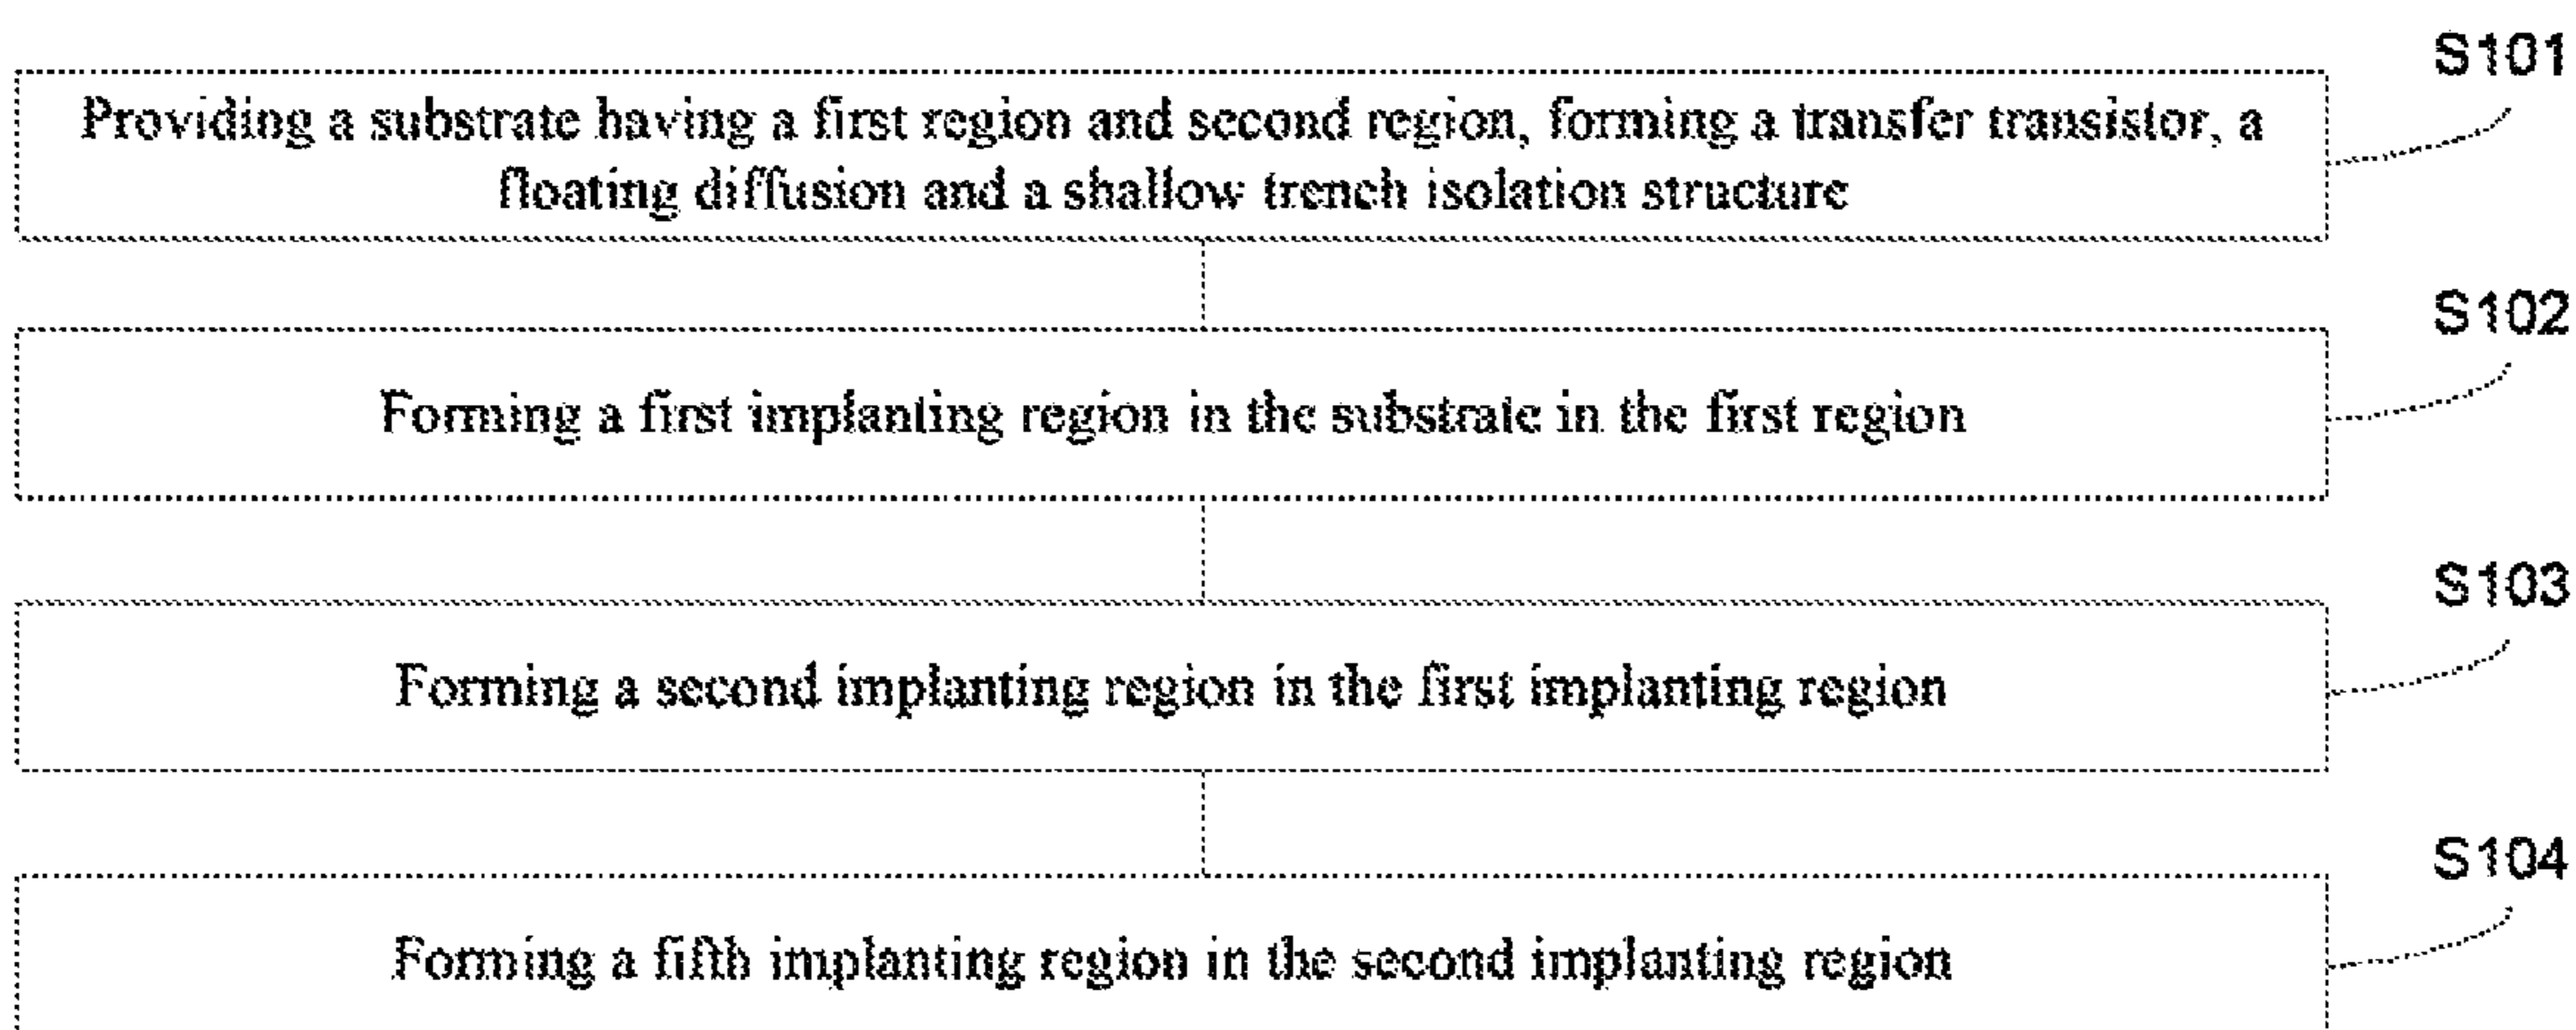 S101
Providing a substrate having a first region and second region, forming a transfer transistor, a
floating diffusion and a shallow trench isolation structure
S102
Forming a first implanting region in the substrate in the first region
S103
Forming a second implanting region in the first implanting region
S104
Forming a fifth implanting region in the second implanting region